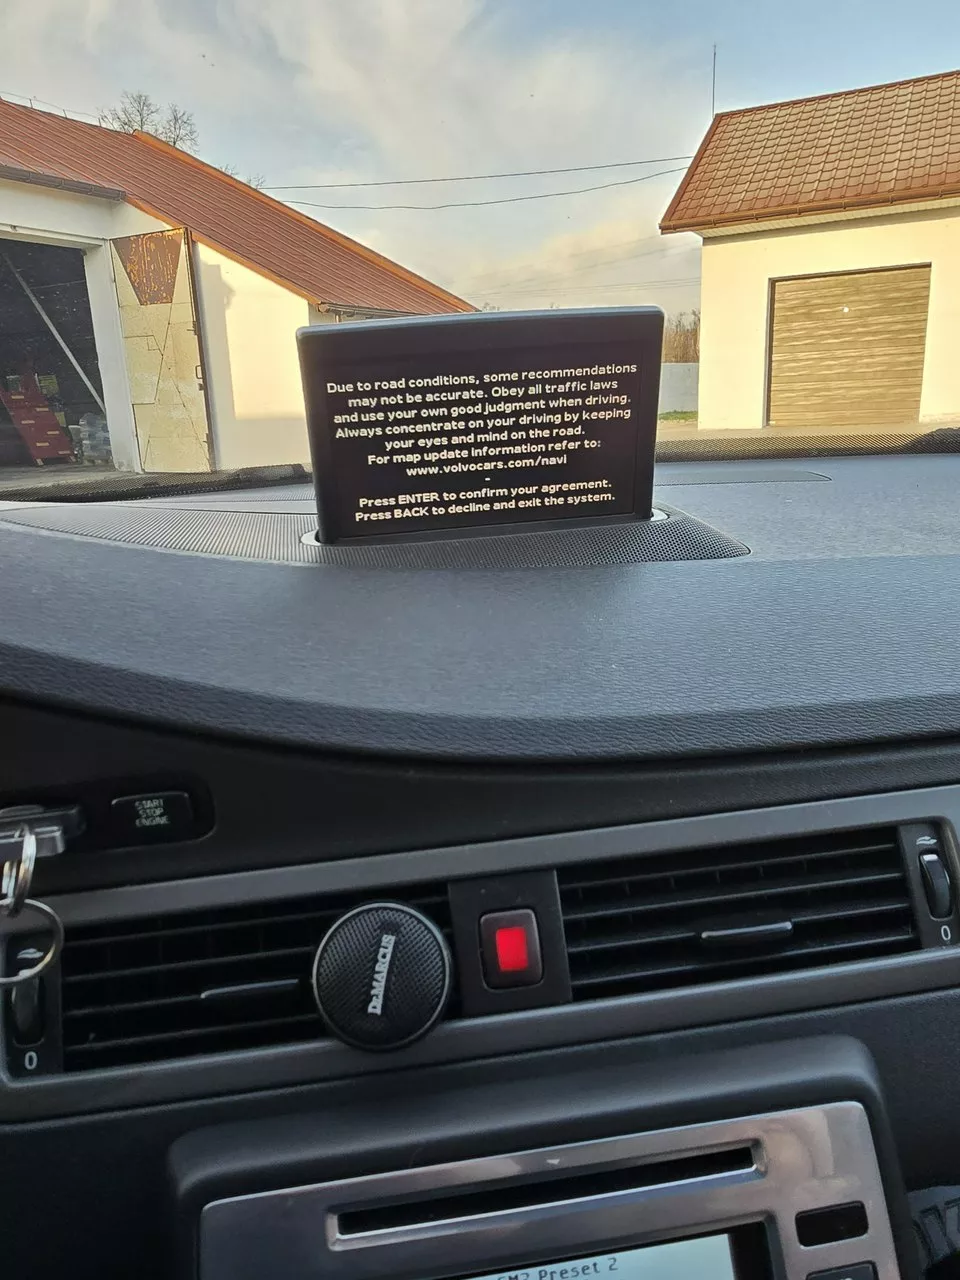 Due to road conditions, some recommendations
may not be accurate. Obey all traffic laws
and use your own good judgment when driving.
Always concentrate on your driving by keeping
your eyes and mind on the road.
For map update information refer to:
www.volvocars.com/navi
-
Press ENTER to confirm your agreement.
Press BACK to decline and exit the system.
START
STOP
ENGINE
DeMARCUS
0
0
Preset 2